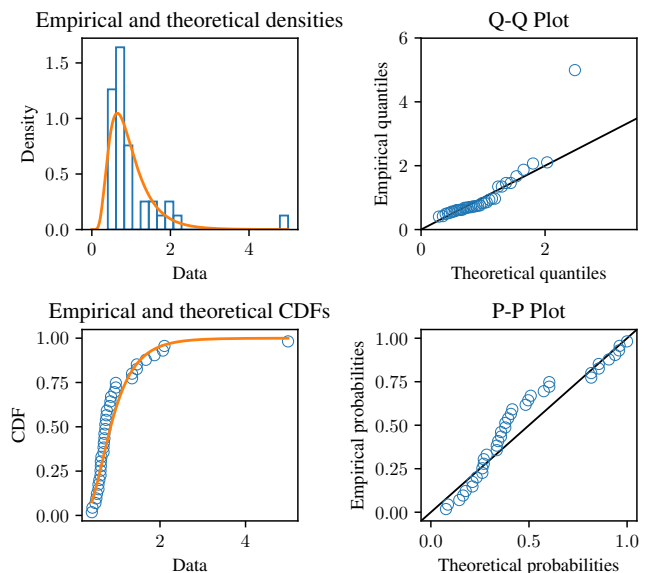 Empirical and theoretical densities
Density
1.5
1.0
0.5
0.0
0
2
4
Data
Q-Q Plot
Empirical quantiles
6
4
2
0
0
2
Theoretical quantiles
Empirical and theoretical CDFs
CDF
1.00
0.75
0.50
0.25
0.00
2
4
Data
P-P Plot
Empirical probabilities
1.00
0.75
0.50
0.25
0.00
0.0
0.5
1.0
Theoretical probabilities